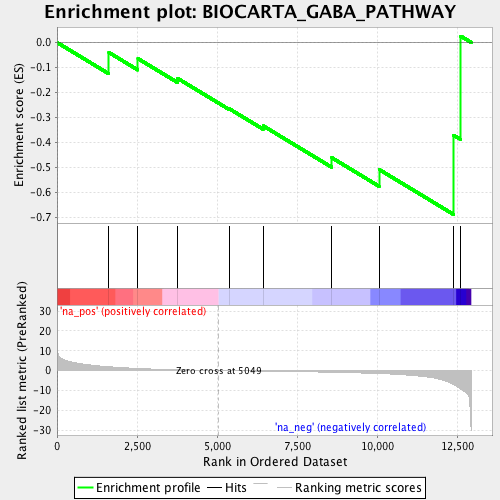 Enrichment plot: BIOCARTA_GABA_PATHWAY
Enrichment score (ES)
0.0
-0.1
-0.2
-0.3
-0.4
-0.5
-0.6
-0.7
'na_pos' (positively correlated)
Ranked list metric (PreRanked)
30
20
10
0
-10
-20
-30
Zero cross at 5049
'na_neg' (negatively correlated)
0 2,500 5,000 7,500 10,000 12,500
Rank in Ordered Dataset
Enrichment profile Hits Ranking metric scores